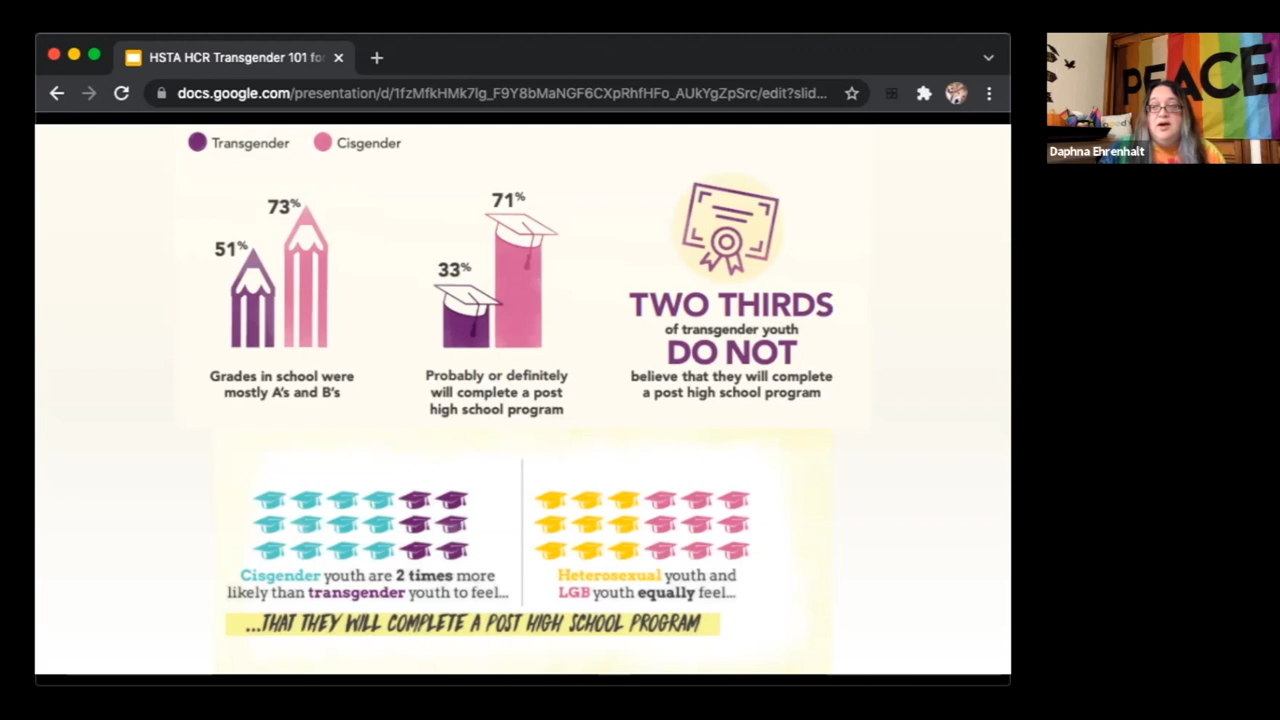 HSTA HCR Transgender 101 fo
docs.google.com/presentation/d/1fzMfkHMk7lg_F9Y8bMaNGF6CXpRhfHFo_AUkYgZpSrc/edit?slid...
PEACE
Daphna Ehrenhalt
Transgender
Cisgender
73%
51%
71%
33%
Grades in school were
mostly A's and B's
Probably or definitely
will complete a post
high school program
TWO THIRDS
of transgender youth
DO NOT
believe that they will complete
a post high school program
Cisgender youth are 2 times more
likely than transgender youth to feel...
Heterosexual youth and
LGB youth equally feel...
...THAT THEY WILL COMPLETE A POST HIGH SCHOOL PROGRAM